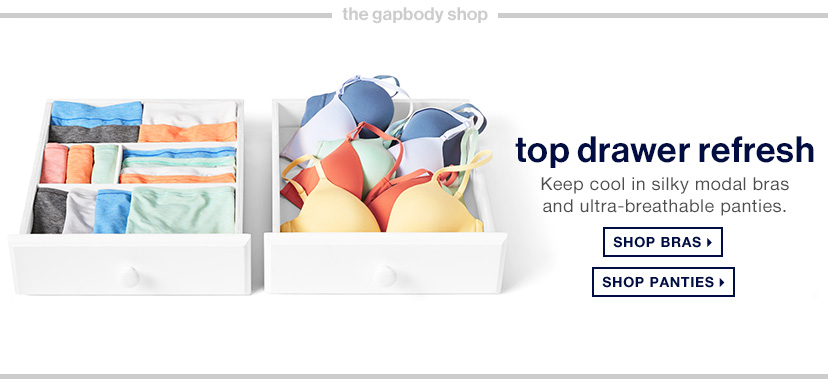 the gapbody shop
top drawer refresh
Keep cool in silky modal bras
and ultra-breathable panties.
SHOP BRAS
SHOP PANTIES